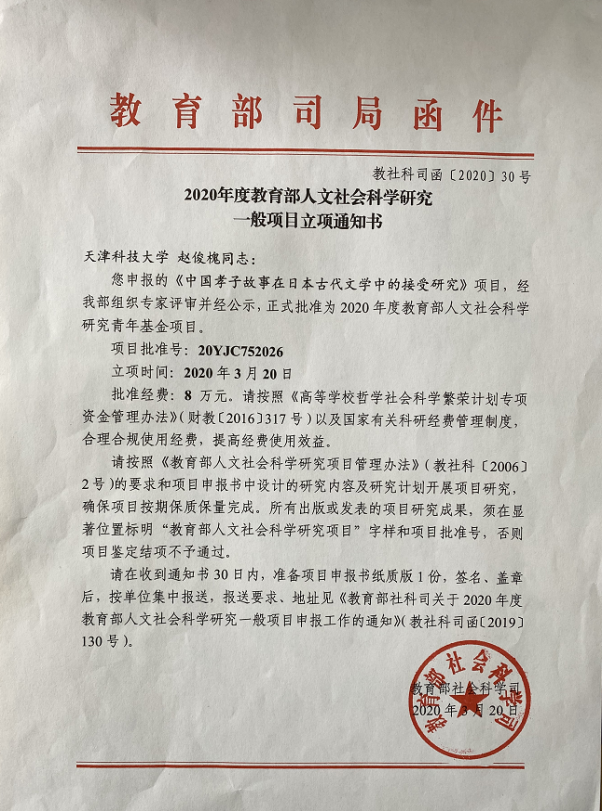 教育部司局函件
教社科司函〔2020〕30号
2020年度教育部人文社会科学研究
一般项目立项通知书
天津科技大学 赵俊槐同志：
您申报的《中国孝子故事在日本古代文学中的接受研究》项目，经
我部组织专家评审并经公示，正式批准为2020年度教育部人文社会科学
研究青年基金项目。
项目批准号：20YJC752026
立项时间：2020年3月20日
批准经费：8 万元。请按照《高等学校哲学社会科学繁荣计划专项
资金管理办法》（财教〔2016〕317号）以及国家有关科研经费管理制度，
合理合规使用经费，提高经费使用效益。
请按照《教育部人文社会科学研究项目管理办法》（教社科〔2006〕
2号）的要求和项目申报书中设计的研究内容及研究计划开展项目研究，
确保项目按期保质保量完成。所有出版或发表的项目研究成果，须在显
著位置标明“教育部人文社会科学研究项目”字样和项目批准号，否则
项目鉴定结项不予通过。
请在收到通知书30日内，准备项目申报书纸质版1份，签名、盖章
后，按单位集中报送，报送要求、地址见《教育部社科司关于2020年度
教育部人文社会科学研究一般项目申报工作的通知》（教社科司函〔2019〕
130号）。
教育部社会科学司
2020年3月20日
教育部社会科学司